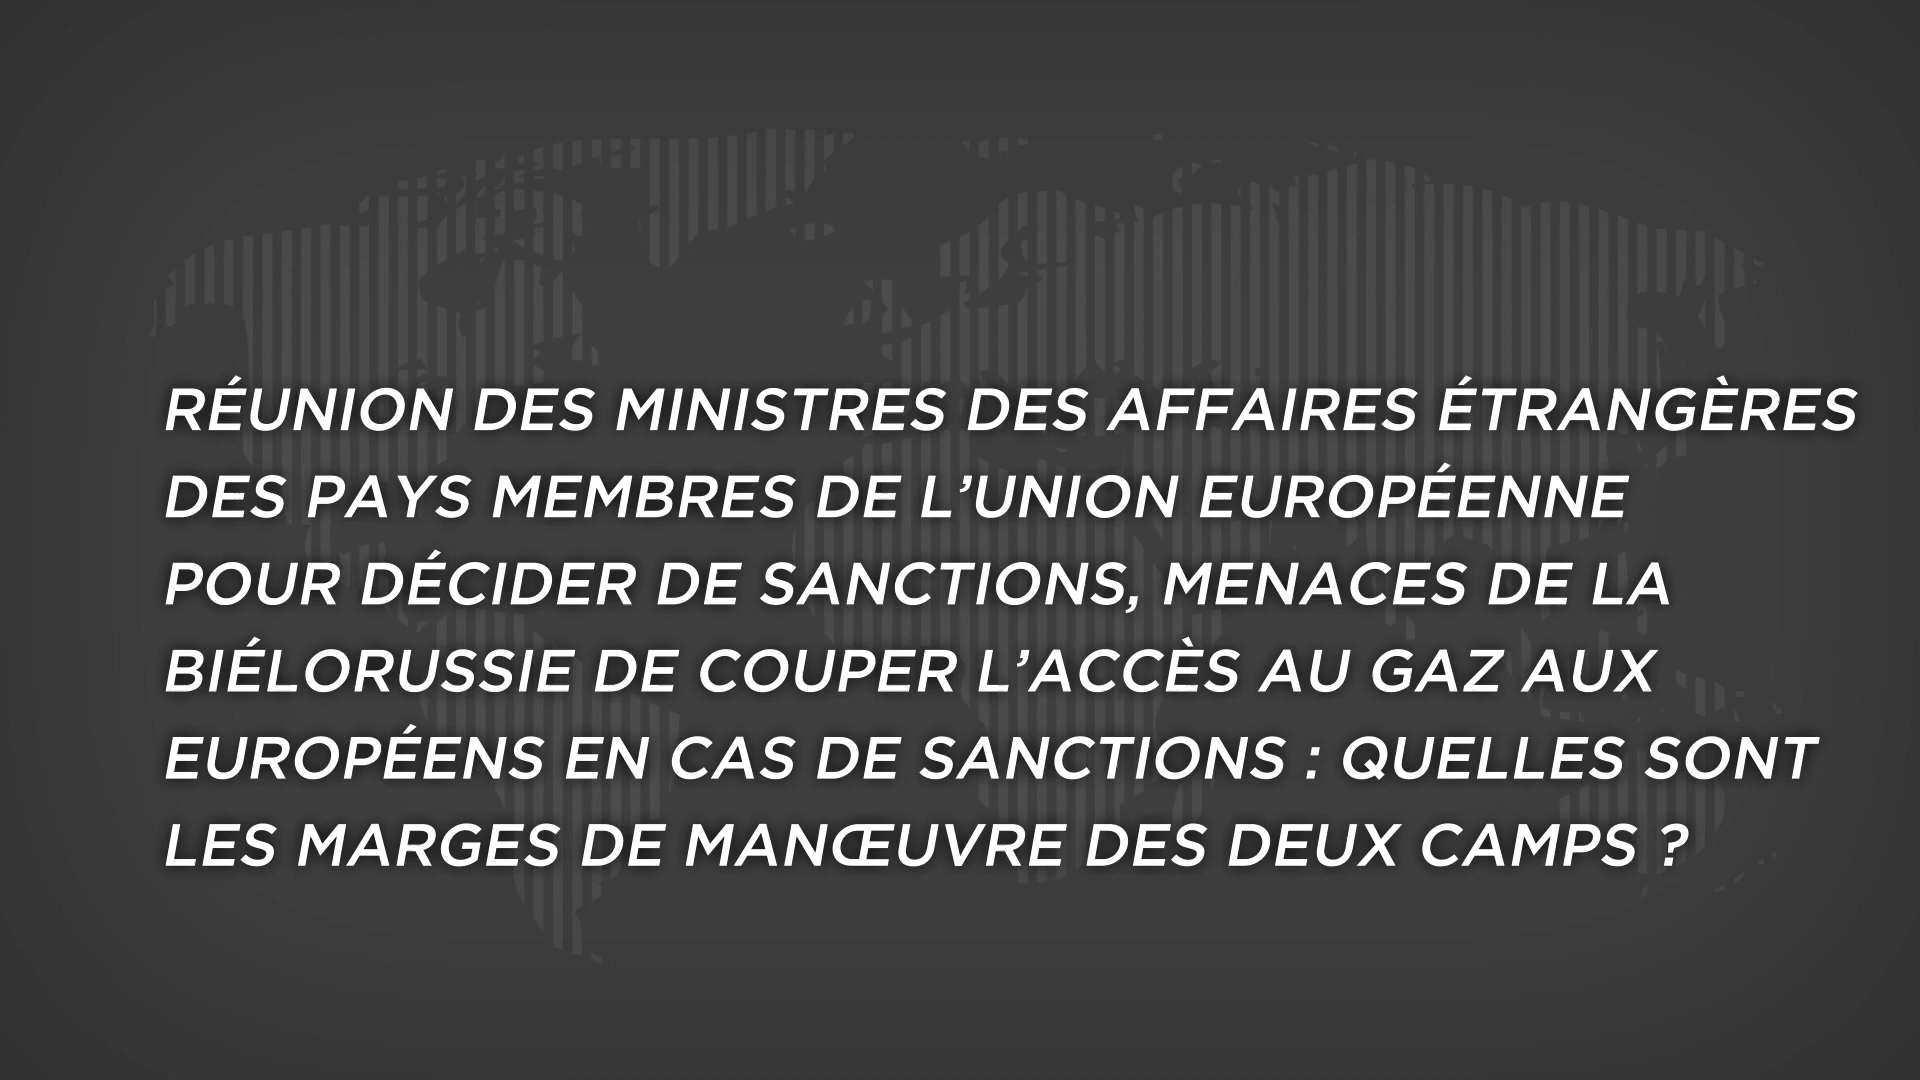 RÉUNION DES MINISTRES DES AFFAIRES ÉTRANGÈRES
DES PAYS MEMBRES DE L’UNION EUROPÉENNE
POUR DÉCIDER DE SANCTIONS, MENACES DE LA
BIÉLORUSSIE DE COUPER L’ACCÈS AU GAZ AUX
EUROPÉENS EN CAS DE SANCTIONS : QUELLES SONT
LES MARGES DE MANŒUVRE DES DEUX CAMPS ?